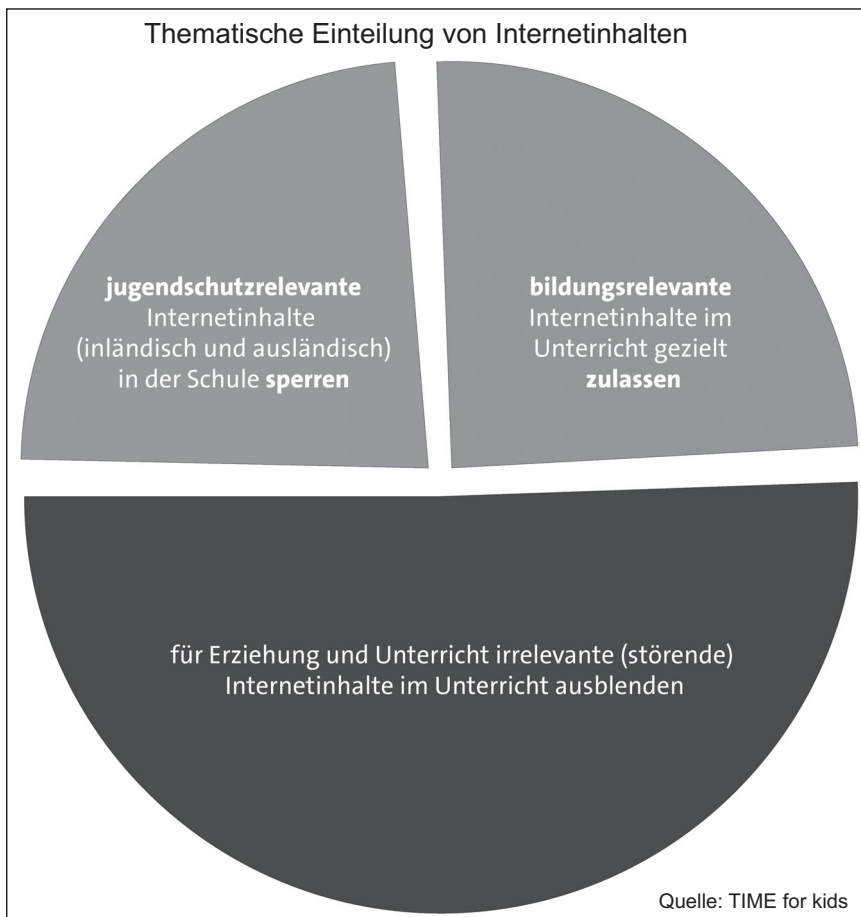 Thematische Einteilung von Internetinhalten
jugendschutzrelevante
Internetinhalte
(inländisch und ausländisch)
in der Schule sperren
bildungsrelevante
Internetinhalte im
Unterricht gezielt
zulassen
für Erziehung und Unterricht irrelevante (störende)
Internetinhalte im Unterricht ausblenden
Quelle: TIME for kids